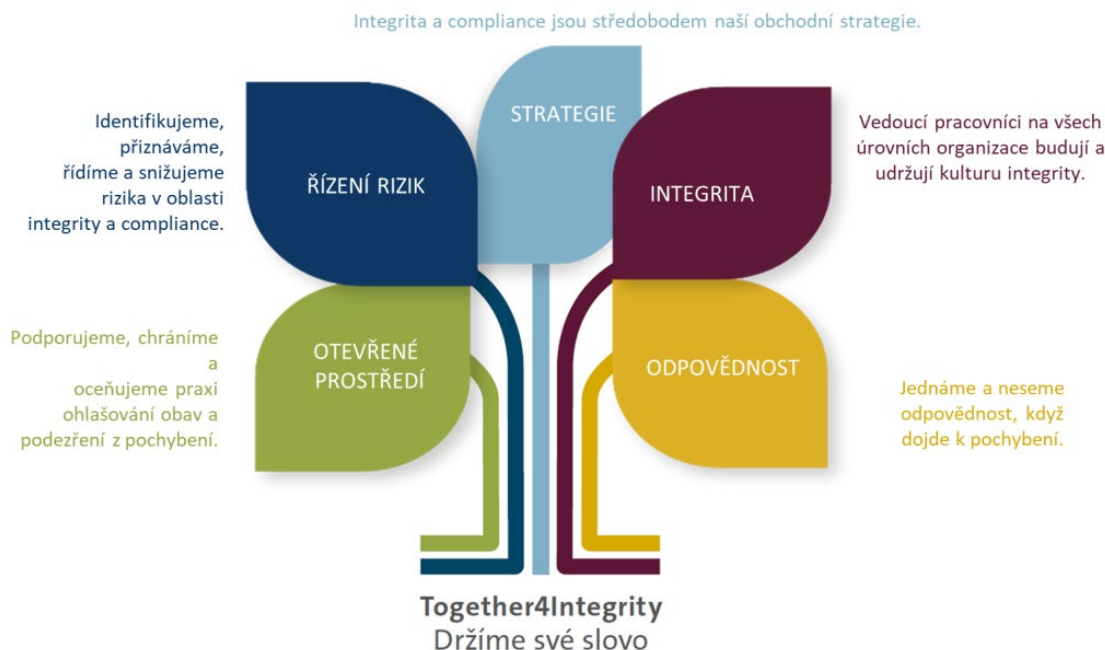 Integrita a compliance jsou středobodem naší obchodní strategie.
STRATEGIE
Identifikujeme,
přiznáváme,
řídíme a snižujeme
rizika v oblasti
integrity a compliance.
ŘÍZENÍ RIZIK
INTEGRITA
Vedoucí pracovníci na všech
úrovních organizace budují a
udržují kulturu integrity.
Podporujeme, chráníme
a
oceňujeme praxi
ohlašování obav a
podezření z pochybení.
OTEVŘENÉ
PROSTŘEDÍ
ODPOVĚDNOST
Jednáme a neseme
odpovědnost, když
dojde k pochybení.
Together4Integrity
Držíme své slovo